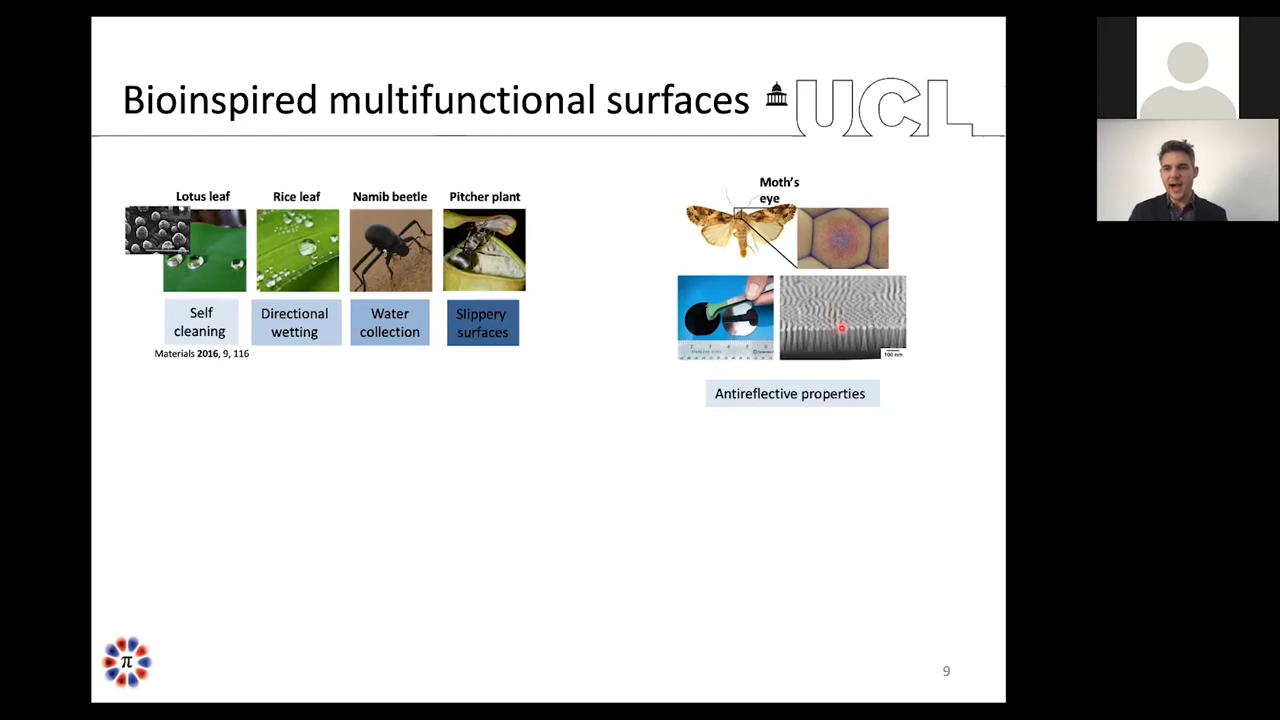 Bioinspired multifunctional surfaces
UCL
Lotus leaf
Rice leaf
Namib beetle
Pitcher plant
Self
cleaning
Directional
wetting
Water
collection
Slippery
surfaces
Materials 2016, 9, 116
Moth's
eye
100 nm
Antireflective properties
π
9